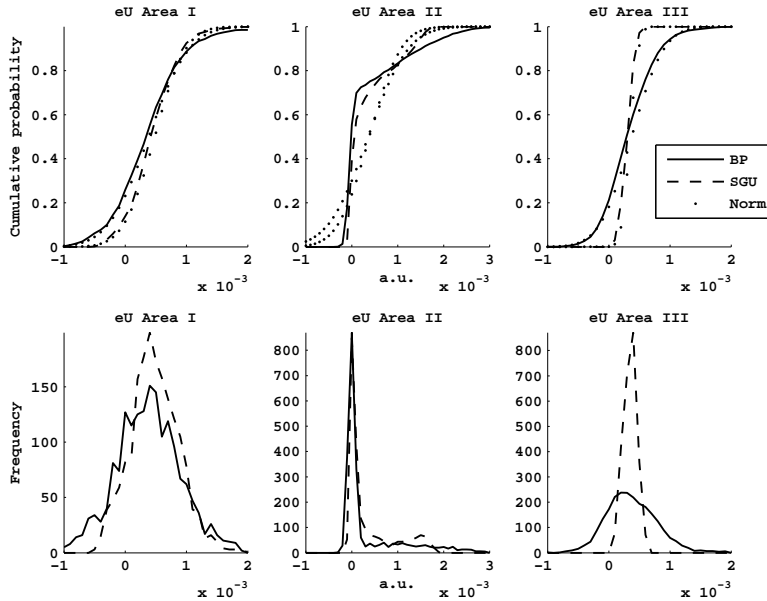 eU Area I
eU Area II
eU Area III
Cumulative probability
1
0.8
0.6
0.4
0.2
0
-1 0 1 2
x 10^-3
1
0.8
0.6
0.4
0.2
0
-1 0 1 2 3
a.u.
x 10^-3
1
0.8
0.6
0.4
0.2
0
-1 0 1 2
x 10^-3
BP
SGU
Norm
eU Area I
eU Area II
eU Area III
Frequency
150
100
50
0
-1 0 1 2
x 10^-3
800
700
600
500
400
300
200
100
0
-1 0 1 2 3
a.u.
x 10^-3
800
700
600
500
400
300
200
100
0
-1 0 1 2
x 10^-3